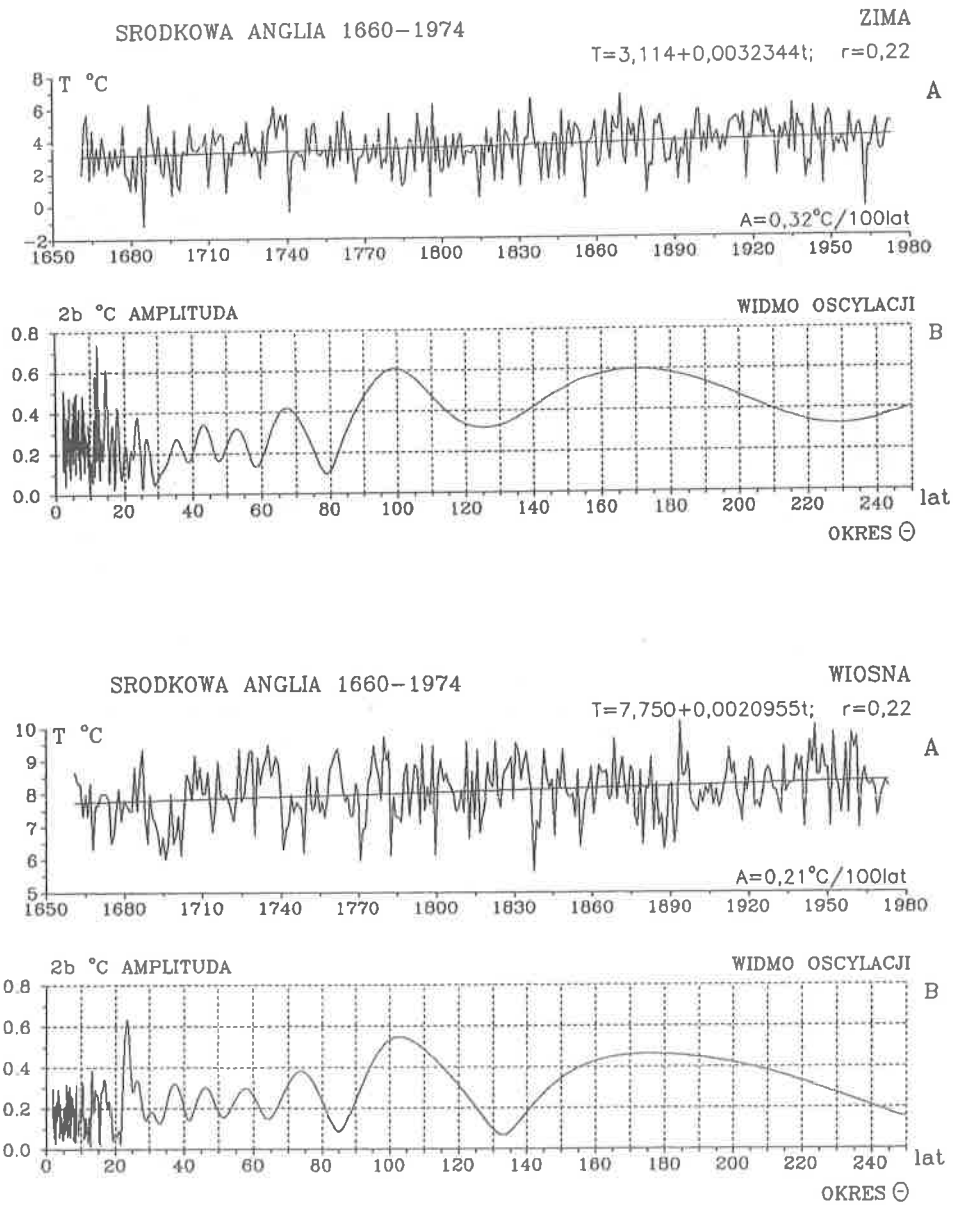 SRODKOWA ANGLIA 1660-1974
ZIMA
T=3,114+0,0032344t; r=0,22
T °C
A
8
6
4
2
0
-2
A=0,32°C/100lat
1650 1680 1710 1740 1770 1800 1830 1860 1890 1920 1950 1980
2b °C AMPLITUDA
WIDMO OSCYLACJI
B
0.8
0.6
0.4
0.2
0.0
0 20 40 60 80 100 120 140 160 180 200 220 240 lat
OKRES Θ
SRODKOWA ANGLIA 1660-1974
WIOSNA
T=7,750+0,0020955t; r=0,22
T °C
A
10
9
8
7
6
5
A=0,21°C/100lat
1650 1680 1710 1740 1770 1800 1830 1860 1890 1920 1950 1980
2b °C AMPLITUDA
WIDMO OSCYLACJI
B
0.8
0.6
0.4
0.2
0.0
0 20 40 60 80 100 120 140 160 180 200 220 240 lat
OKRES Θ